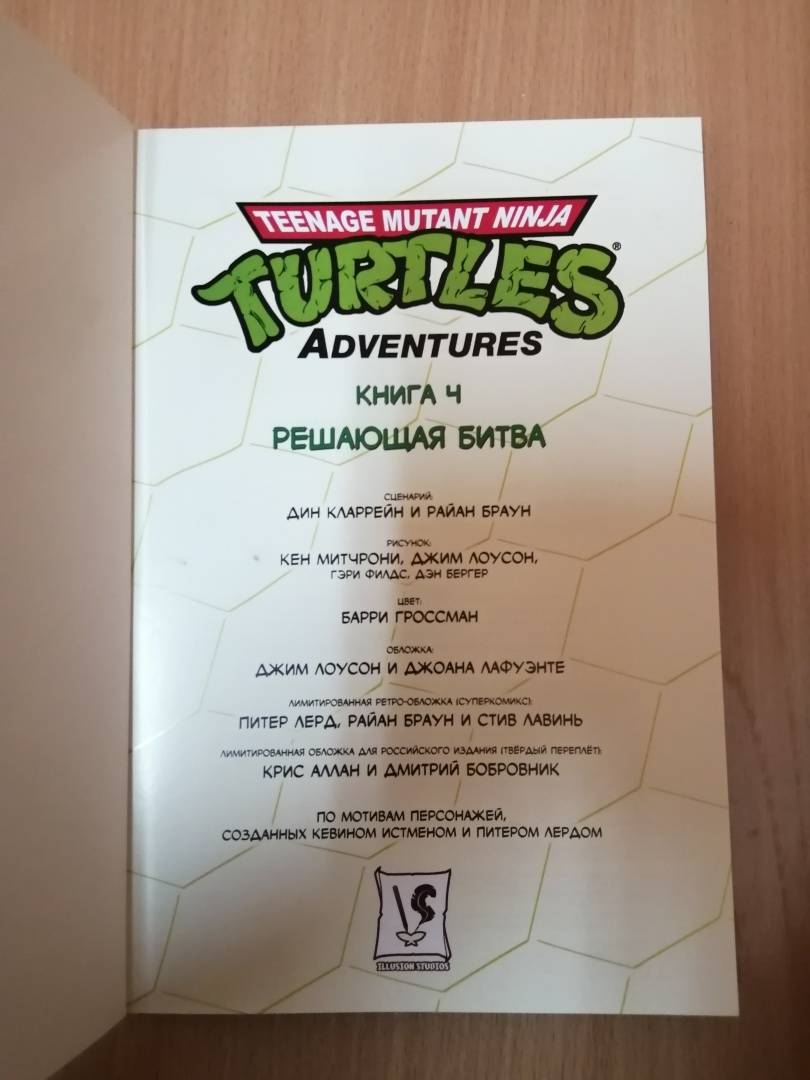 TEENAGE MUTANT NINJA
TURTLES®
ADVENTURES
КНИГА 4
РЕШАЮЩАЯ БИТВА
СЦЕНАРИЙ:
ДИН КЛАРРЕЙН И РАЙАН БРАУН
РИСУНОК:
КЕН МИТЧРОНИ, ДЖИМ ЛОУСОН,
ГЭРИ ФИЛДС, ДЭН БЕРГЕР
ЦВЕТ:
БАРРИ ГРОССМАН
ОБЛОЖКА:
ДЖИМ ЛОУСОН И ДЖОАНА ЛАФУЭНТЕ
ЛИМИТИРОВАННАЯ РЕТРО-ОБЛОЖКА (СУПЕРКОМИКС):
ПИТЕР ЛЕРД, РАЙАН БРАУН И СТИВ ЛАВИНЬ
ЛИМИТИРОВАННАЯ ОБЛОЖКА ДЛЯ РОССИЙСКОГО ИЗДАНИЯ (ТВЁРДЫЙ ПЕРЕПЛЁТ):
КРИС АЛЛАН И ДМИТРИЙ БОБРОВНИК
ПО МОТИВАМ ПЕРСОНАЖЕЙ,
СОЗДАННЫХ КЕВИНОМ ИСТМЕНОМ И ПИТЕРОМ ЛЕРДОМ
ILLUSION STUDIOS